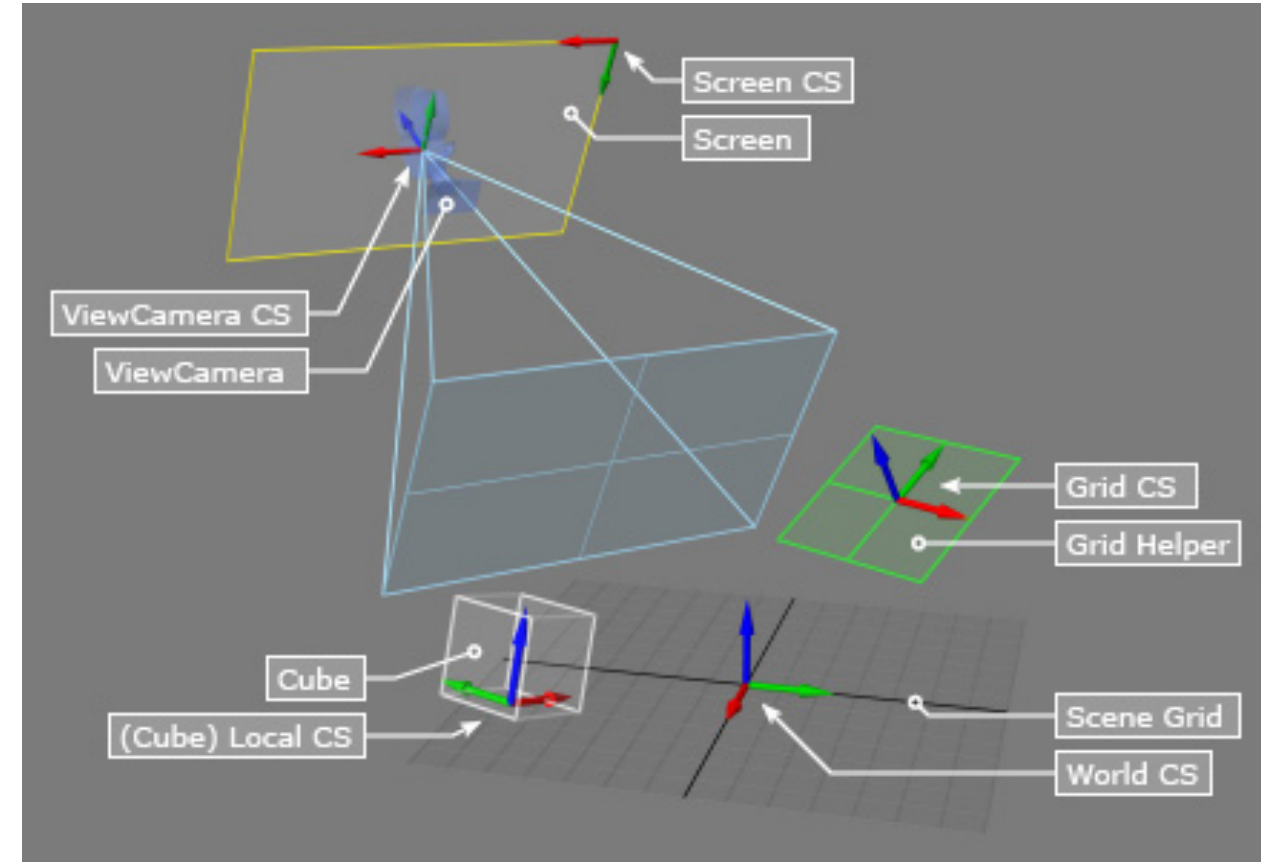 Screen CS
Screen
ViewCamera CS
ViewCamera
Grid CS
Grid Helper
Cube
(Cube) Local CS
Scene Grid
World CS